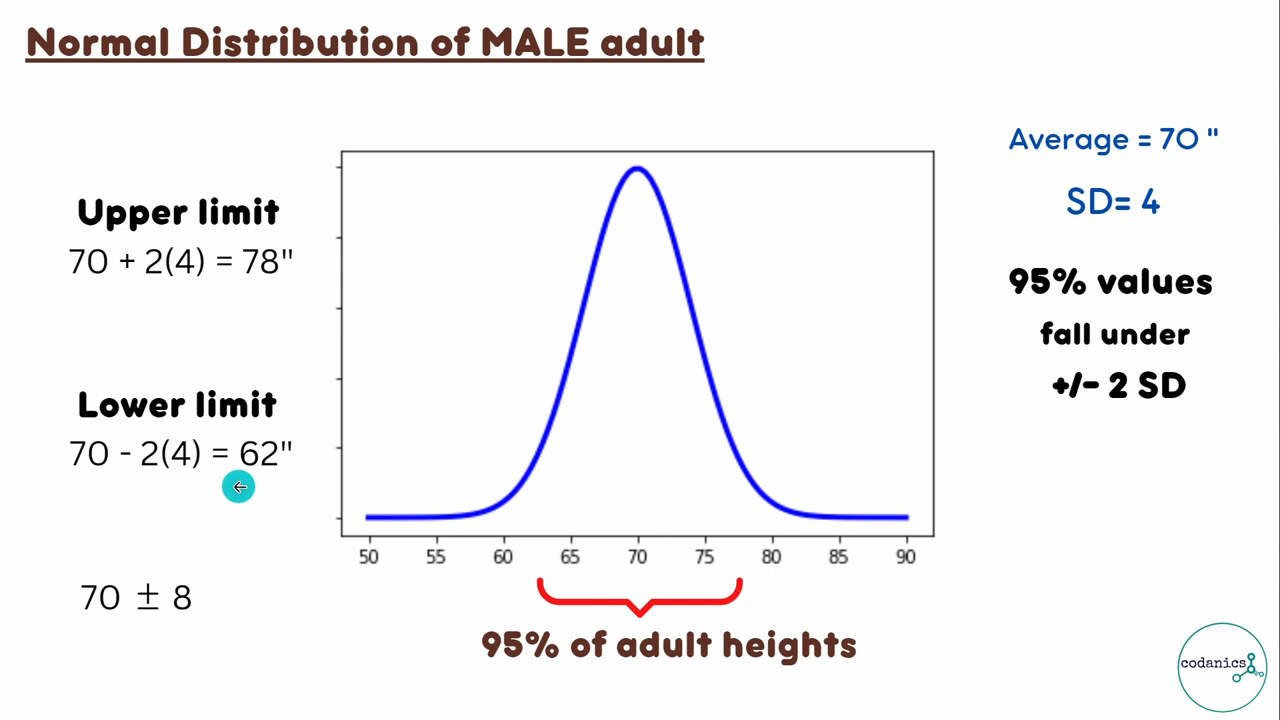 Normal Distribution of MALE adult
Average = 70 "
SD= 4
95% values
fall under
+/- 2 SD
Upper limit
70 + 2(4) = 78"
Lower limit
70 - 2(4) = 62"
70 ± 8
50 55 60 65 70 75 80 85 90
95% of adult heights
codanics